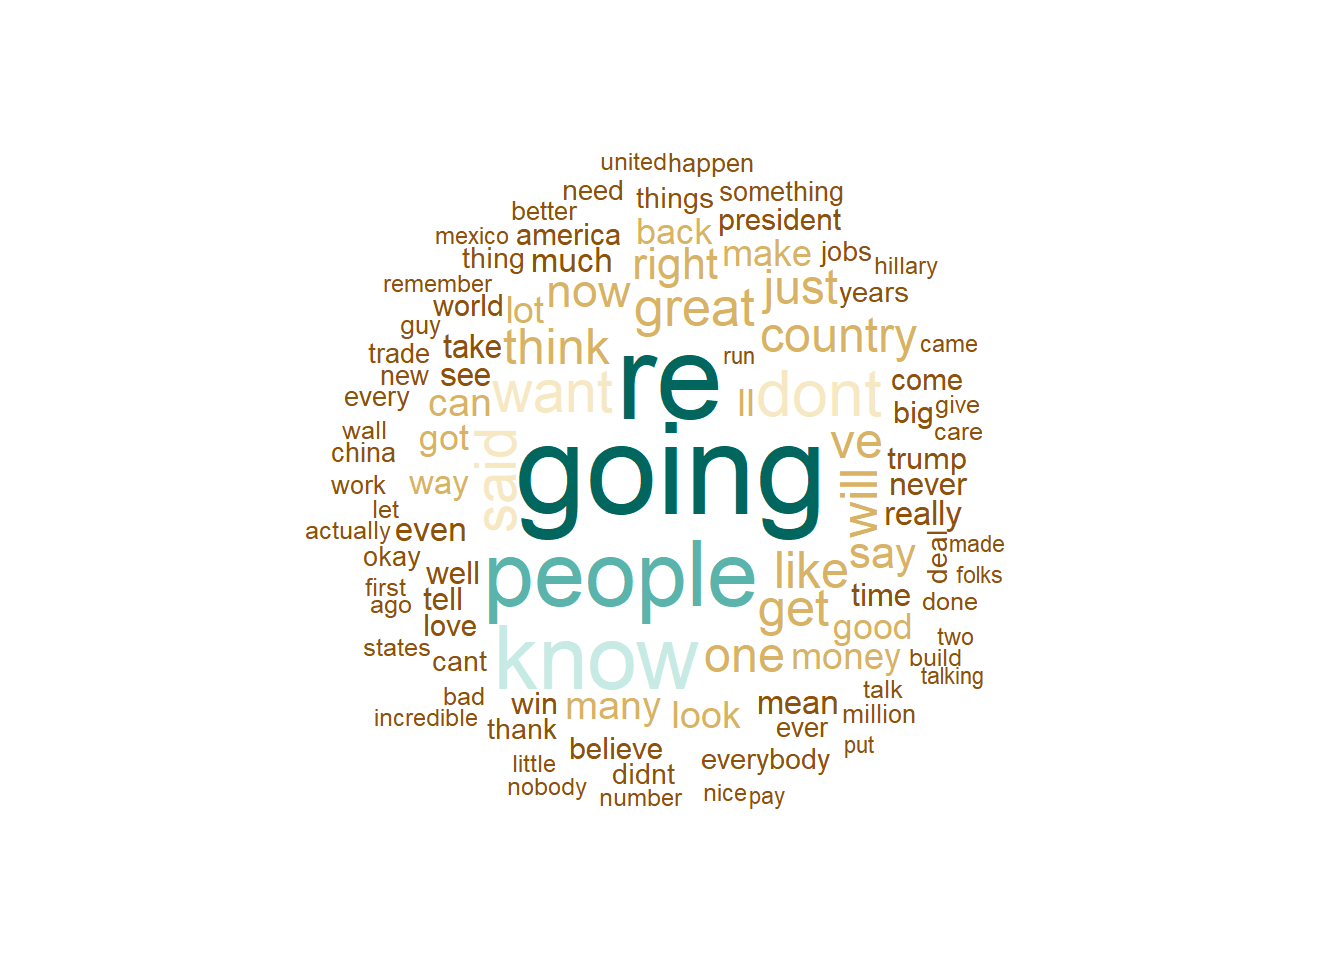 united happen
need things something
better president
mexico america back
thing much right make jobs hillary
remember now great just years
world lot
guy think country came
trade take run
new see want re ll dont come
every can big give
wall got said going ve care
china trump
work way will never
let really
actually even deal made
okay people like say
first well folks
ago tell get time done
love good two
states know one money build
cant talking
bad win many look mean talk
incredible thank ever million
believe everybody put
little didnt
nobody number nice pay